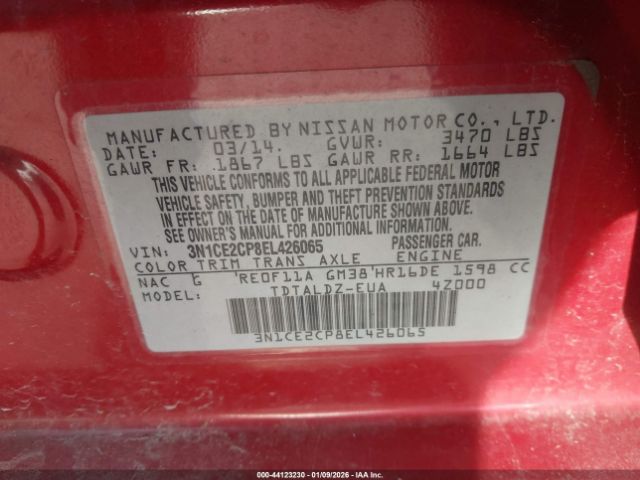 MANUFACTURED BY NISSAN MOTOR CO., LTD.
DATE: 03/14. GVWR: 3470 LBS
GAWR FR: 1867 LBS GAWR RR: 1664 LBS
THIS VEHICLE CONFORMS TO ALL APPLICABLE FEDERAL MOTOR
VEHICLE SAFETY, BUMPER AND THEFT PREVENTION STANDARDS
IN EFFECT ON THE DATE OF MANUFACTURE SHOWN ABOVE.
SEE OWNER'S MANUAL FOR ADDITIONAL INFORMATION.
VIN: 3N1CE2CP8EL426065 PASSENGER CAR.
COLOR TRIM TRANS AXLE ENGINE
NAC G 'RE0F11A GM38'HR16DE 1598 CC
MODEL: TDTALDZ-EUA 4Z000
3N1CE2CP8EL426065
000-44123230 - 01/09/2026 - IAAI.COM